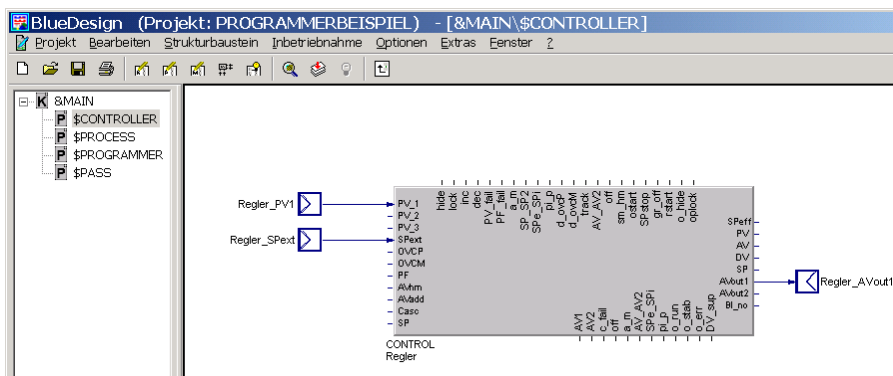 BlueDesign (Projekt: PROGRAMMERBEISPIEL) - [&MAIN\$CONTROLLER]
Projekt Bearbeiten Strukturbaustein Inbetriebnahme Optionen Extras Fenster ?
K &MAIN
P $CONTROLLER
P $PROCESS
P $PROGRAMMER
P $PASS
hide
lock
inc
dec
PV_fail
PF_fail
a_m
SP_SP2
SPe_SPi
pi_p
d_ovcP
d_ovcM
track
AV_AV2
off
sm_hm
ostart
SPstop
gr_off
rstart
o_hide
oplock
Regler_PV1
Regler_SPext
PV_1
PV_2
PV_3
SPext
OVCP
OVCM
PF
AVhm
AVadd
Casc
SP
SPeff
PV
AV
DV
SP
AVout1
AVout2
Bl_no
Regler_AVout1
AV1
AV2
c_fail
off
a_m
AV_AV2
SPe_SPi
pi_p
o_run
o_stab
o_err
DV_sup
CONTROL
Regler